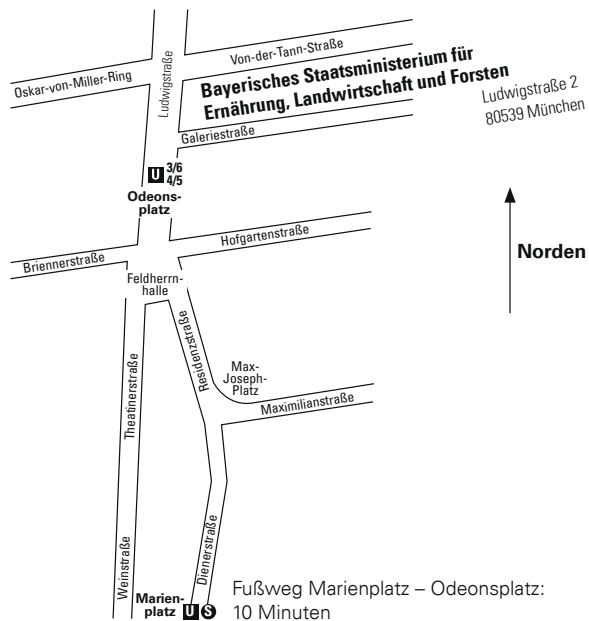 Von-der-Tann-Straße
Oskar-von-Miller-Ring
Ludwigstraße
Bayerisches Staatsministerium für
Ernährung, Landwirtschaft und Forsten
Ludwigstraße 2
80539 München
Galeriestraße
U 3/6
4/5
Odeons-
platz
Hofgartenstraße
Briennerstraße
Norden
Feldherrn-
halle
Residenzstraße
Theatinerstraße
Max-
Joseph-
Platz
Maximilianstraße
Weinstraße
Dienerstraße
Marien-
platz U S
Fußweg Marienplatz – Odeonsplatz:
10 Minuten